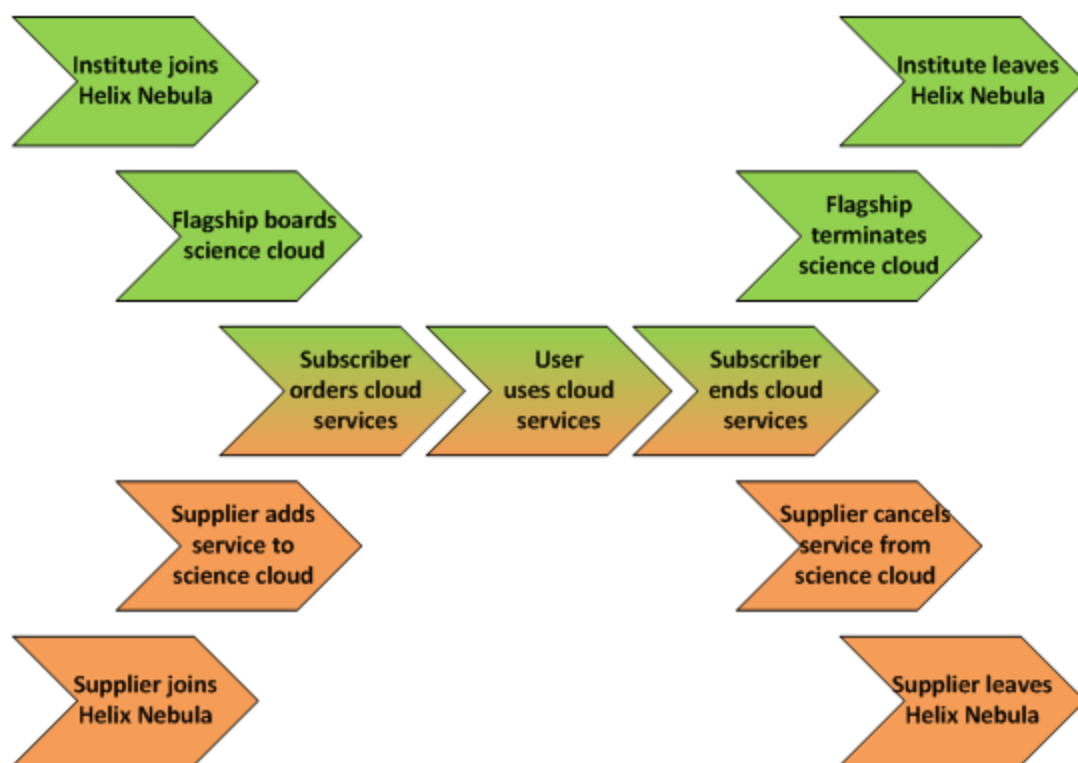 Institute joins
Helix Nebula
Institute leaves
Helix Nebula
Flagship boards
science cloud
Flagship
terminates
science cloud
Subscriber
orders cloud
services
User
uses cloud
services
Subscriber
ends cloud
services
Supplier adds
service to
science cloud
Supplier cancels
service from
science cloud
Supplier joins
Helix Nebula
Supplier leaves
Helix Nebula